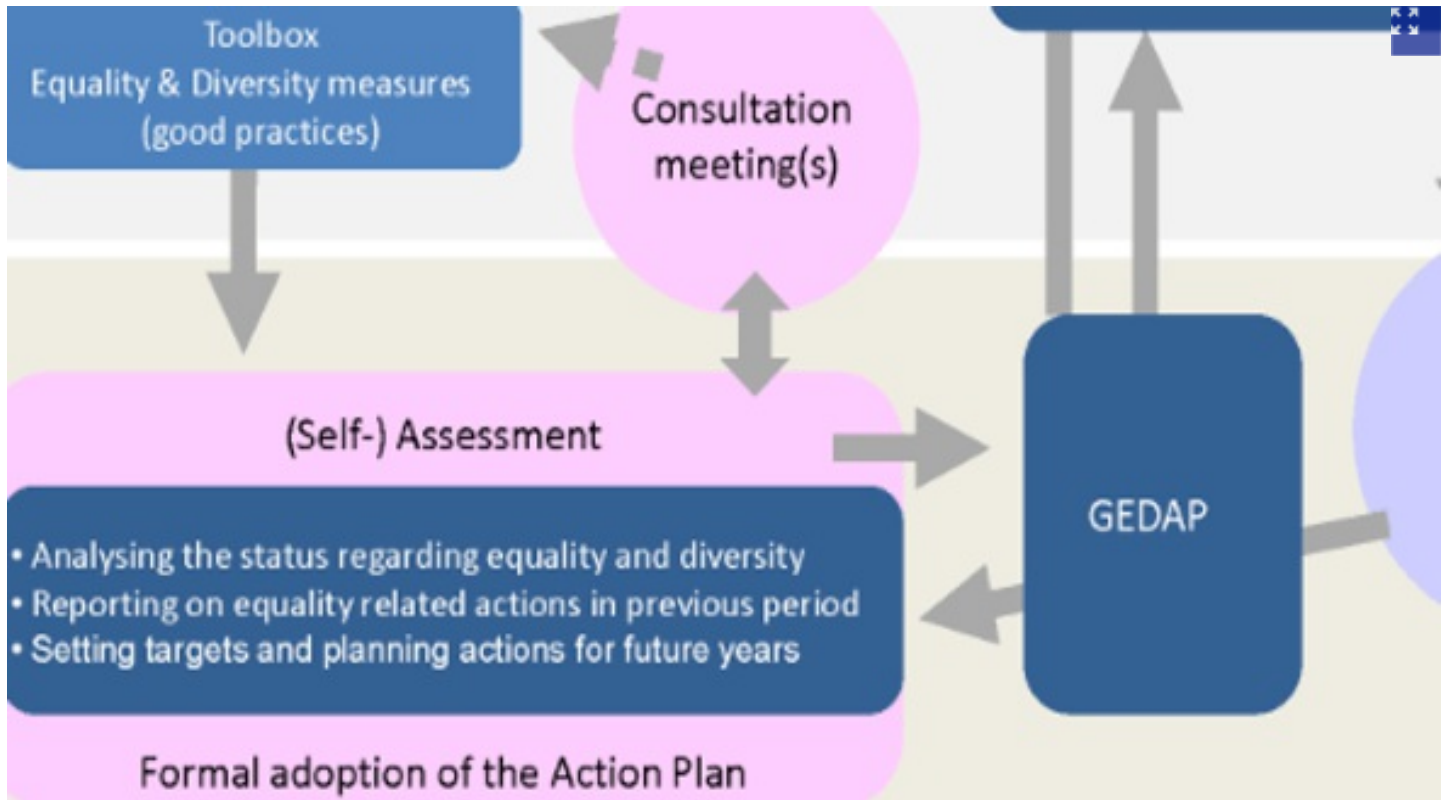 Toolbox
Equality & Diversity measures
(good practices)
Consultation
meeting(s)
(Self-) Assessment
• Analysing the status regarding equality and diversity
• Reporting on equality related actions in previous period
• Setting targets and planning actions for future years
Formal adoption of the Action Plan
GEDAP